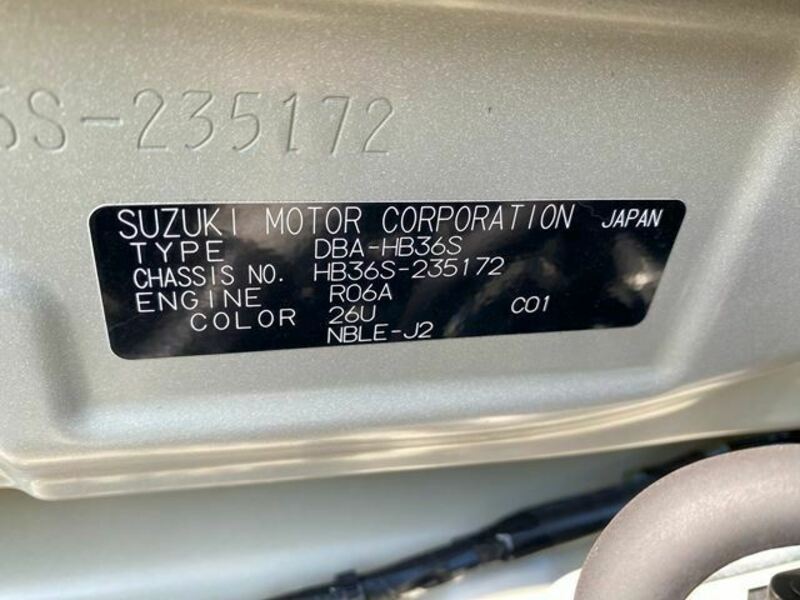 6S-235172
SUZUKI MOTOR CORPORATION JAPAN
TYPE DBA-HB36S
CHASSIS NO. HB36S-235172
ENGINE R06A
COLOR 26U C01
NBLE-J2